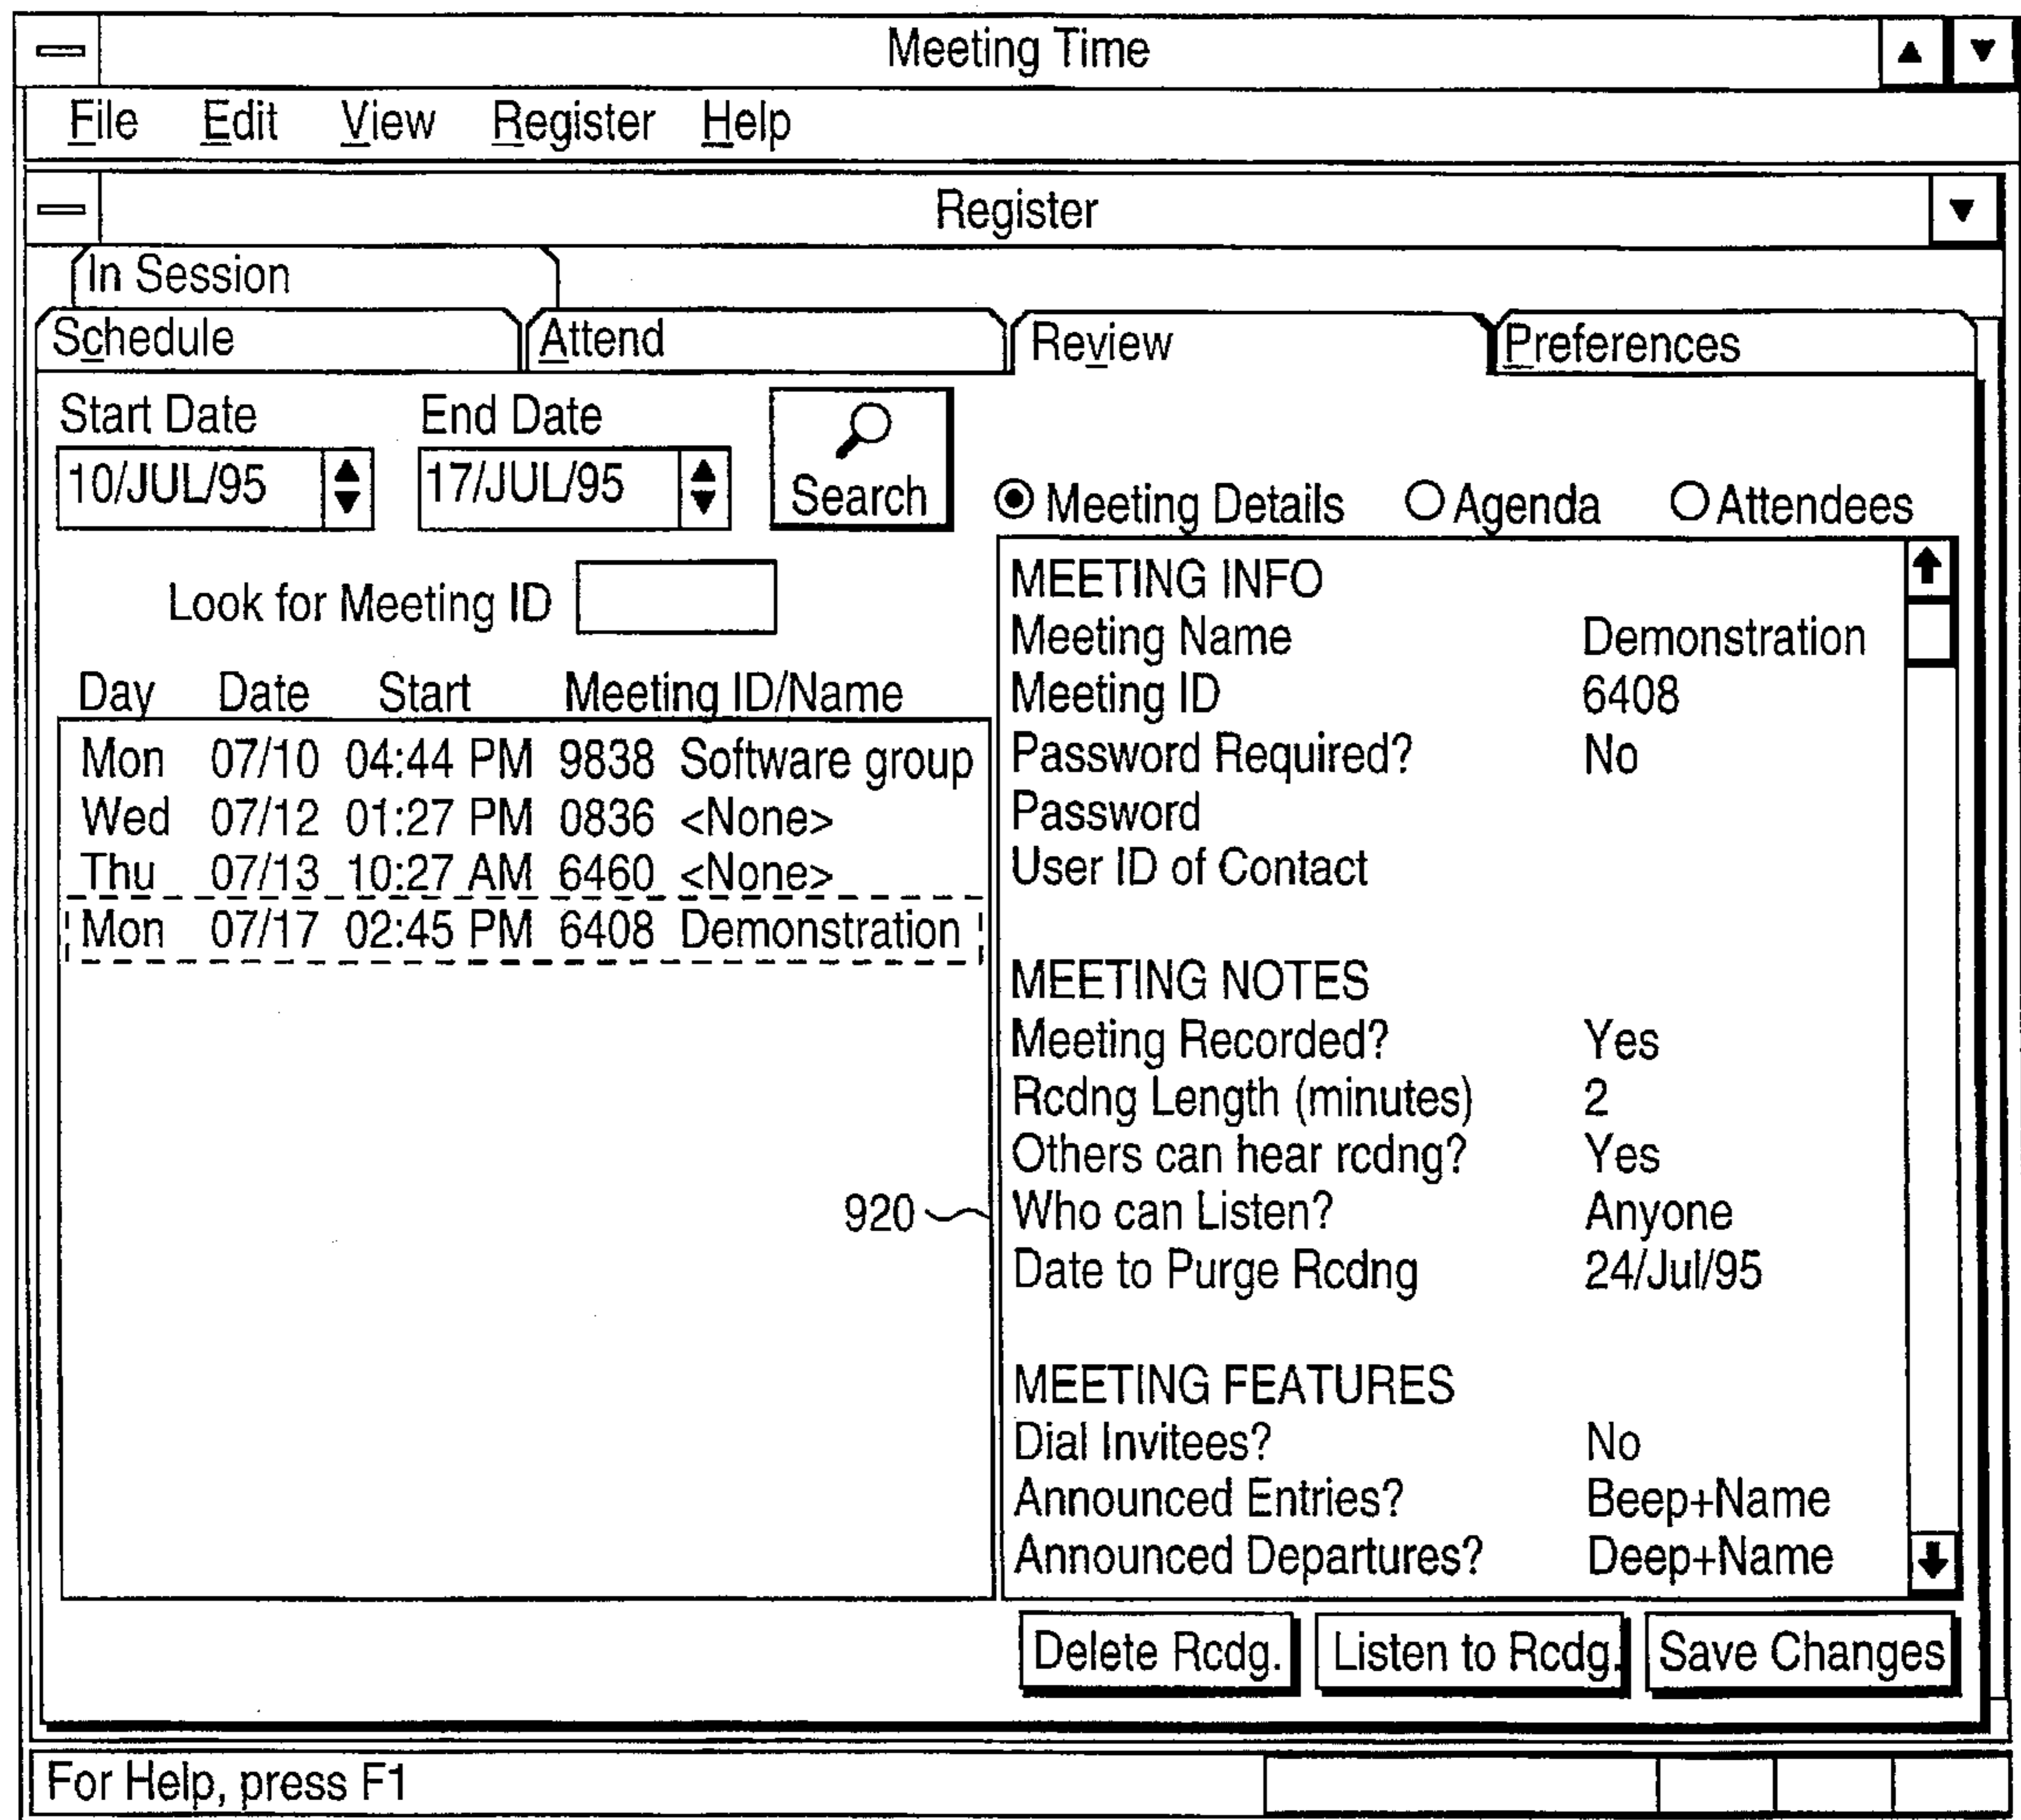 Meeting Time
File Edit View Register Help
Register
In Session
Schedule Attend Review Preferences
Start Date End Date
10/JUL/95 17/JUL/95 Search
Look for Meeting ID
Day Date Start Meeting ID/Name
Mon 07/10 04:44 PM 9838 Software group
Wed 07/12 01:27 PM 0836 <None>
Thu 07/13 10:27 AM 6460 <None>
Mon 07/17 02:45 PM 6408 Demonstration
920
Meeting Details Agenda Attendees
MEETING INFO
Meeting Name Demonstration
Meeting ID 6408
Password Required? No
Password
User ID of Contact
MEETING NOTES
Meeting Recorded? Yes
Rcdng Length (minutes) 2
Others can hear rcdng? Yes
Who can Listen? Anyone
Date to Purge Rcdng 24/Jul/95
MEETING FEATURES
Dial Invitees? No
Announced Entries? Beep+Name
Announced Departures? Deep+Name
Delete Rcdg. Listen to Rcdg. Save Changes
For Help, press F1